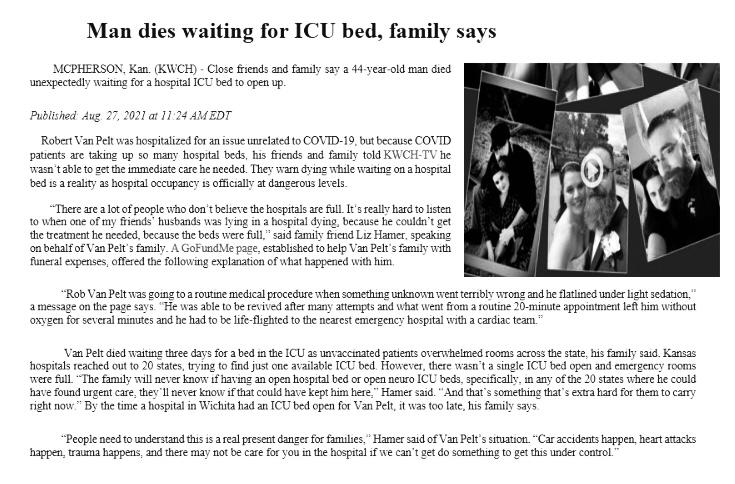 Man dies waiting for ICU bed, family says
MCPHERSON, Kan. (KWCH) - Close friends and family say a 44-year-old man died
unexpectedly waiting for a hospital ICU bed to open up.
Published: Aug. 27, 2021 at 11:24 AM EDT
Robert Van Pelt was hospitalized for an issue unrelated to COVID-19, but because COVID
patients are taking up so many hospital beds, his friends and family told KWCH-TV he
wasn't able to get the immediate care he needed. They warn dying while waiting on a hospital
bed is a reality as hospital occupancy is officially at dangerous levels.
"There are a lot of people who don't believe the hospitals are full. It's really hard to listen
to when one of my friends' husbands was lying in a hospital dying, because he couldn't get
the treatment he needed, because the beds were full," said family friend Liz Hamer, speaking
on behalf of Van Pelt's family. A GoFundMe page, established to help Van Pelt's family with
funeral expenses, offered the following explanation of what happened with him.
"Rob Van Pelt was going to a routine medical procedure when something unknown went terribly wrong and he flatlined under light sedation,"
a message on the page says. "He was able to be revived after many attempts and what went from a routine 20-minute appointment left him without
oxygen for several minutes and he had to be life-flighted to the nearest emergency hospital with a cardiac team."
Van Pelt died waiting three days for a bed in the ICU as unvaccinated patients overwhelmed rooms across the state, his family said. Kansas
hospitals reached out to 20 states, trying to find just one available ICU bed. However, there wasn't a single ICU bed open and emergency rooms
were full. "The family will never know if having an open hospital bed or open neuro ICU beds, specifically, in any of the 20 states where he could
have found urgent care, they'll never know if that could have kept him here," Hamer said. "And that's something that's extra hard for them to carry
right now." By the time a hospital in Wichita had an ICU bed open for Van Pelt, it was too late, his family says.
"People need to understand this is a real present danger for families," Hamer said of Van Pelt's situation. "Car accidents happen, heart attacks
happen, trauma happens, and there may not be care for you in the hospital if we can't get do something to get this under control."